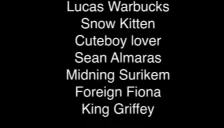 Lucas Warbucks
Snow Kitten
Cuteboy lover
Sean Almaras
Midning Surikem
Foreign Fiona
King Griffey